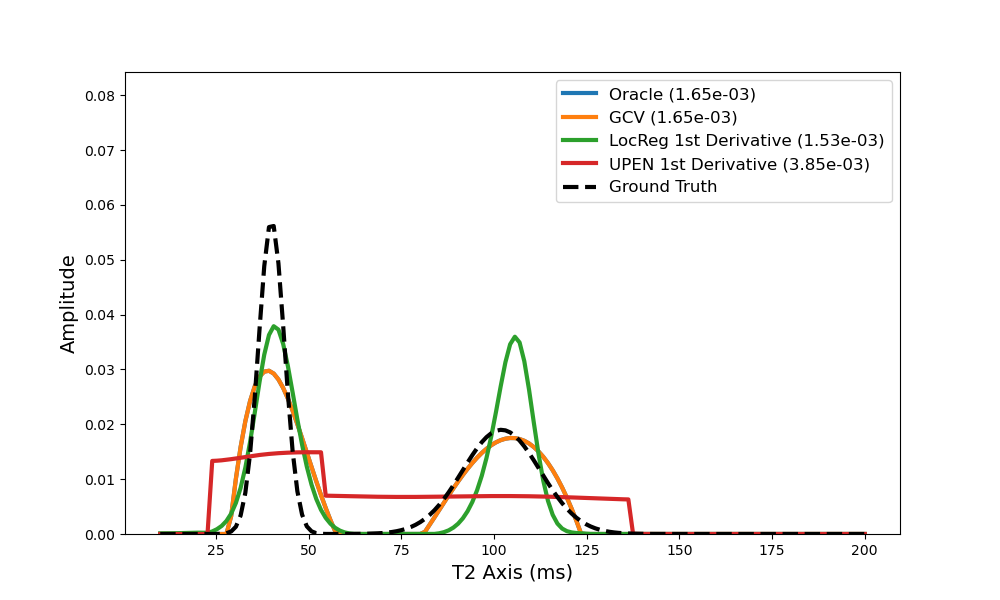 Oracle (1.65e-03)
GCV (1.65e-03)
LocReg 1st Derivative (1.53e-03)
UPEN 1st Derivative (3.85e-03)
Ground Truth
Amplitude
0.08
0.07
0.06
0.05
0.04
0.03
0.02
0.01
0.00
25 50 75 100 125 150 175 200
T2 Axis (ms)